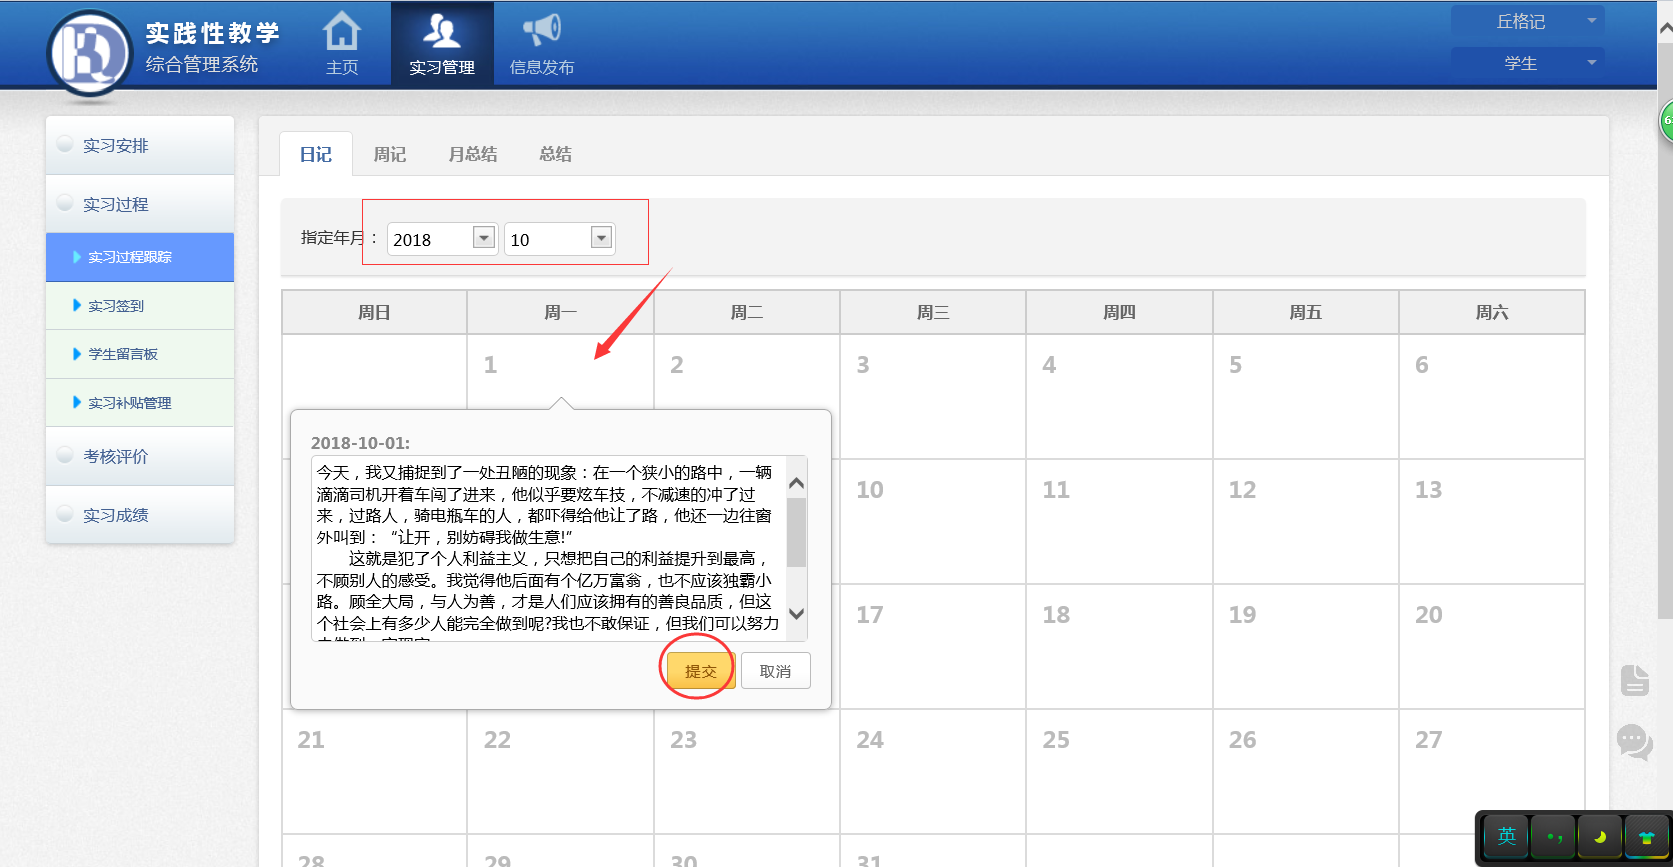 实践性教学
综合管理系统
主页
实习管理
信息发布
丘格记
学生
实习安排
实习过程
实习过程跟踪
实习签到
学生留言板
实习补贴管理
考核评价
实习成绩
日记 周记 月总结 总结
指定年月： 2018 10
周日 周一 周二 周三 周四 周五 周六
1 2 3 4 5 6
2018-10-01:
今天，我又捕捉到了一处丑陋的现象：在一个狭小的路中，一辆
滴滴司机开着车闯了进来，他似乎要炫车技，不减速的冲了过
来，过路人，骑电瓶车的人，都吓得给他让了路，他还一边往窗
外叫到：“让开，别妨碍我做生意!”
这就是犯了个人利益主义，只想把自己的利益提升到最高，
不顾别人的感受。我觉得他后面有个亿万富翁，也不应该独霸小
路。顾全大局，与人为善，才是人们应该拥有的善良品质，但这
个社会上有多少人能完全做到呢?我也不敢保证，但我们可以努力
提交 取消
10 11 12 13
17 18 19 20
21 22 23 24 25 26 27
28 29 30 31
英